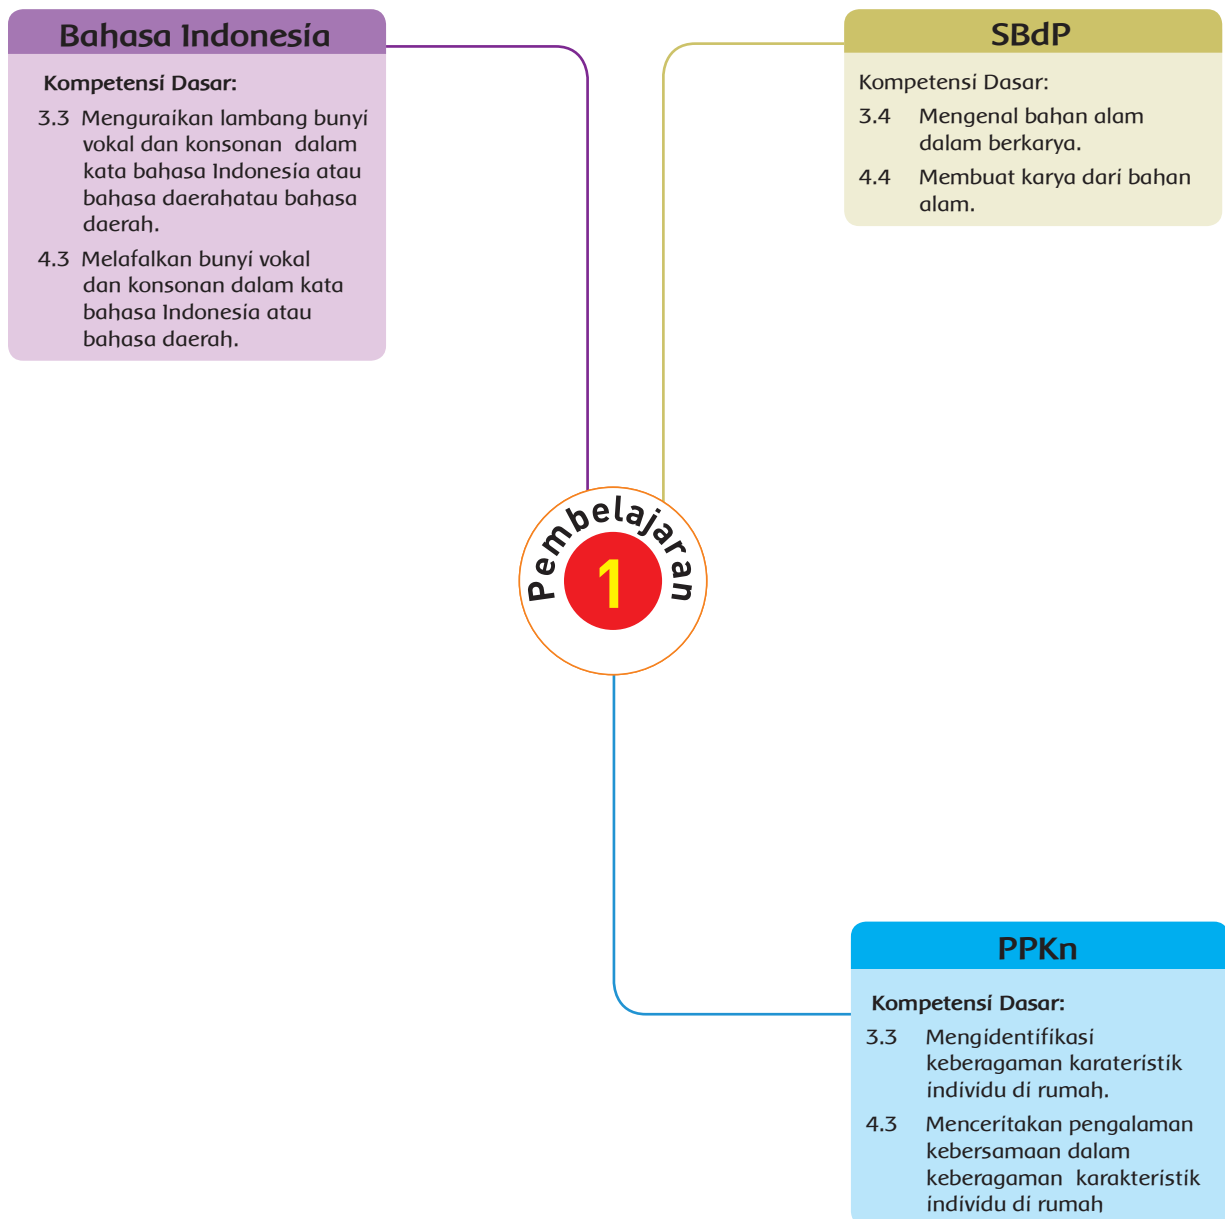 Bahasa Indonesia
Kompetensi Dasar:
3.3 Menguraikan lambang bunyi
vokal dan konsonan dalam
kata bahasa Indonesia atau
bahasa daerahatau bahasa
daerah.
4.3 Melafalkan bunyi vokal
dan konsonan dalam kata
bahasa Indonesia atau
bahasa daerah.
SBdP
Kompetensi Dasar:
3.4 Mengenal bahan alam
dalam berkarya.
4.4 Membuat karya dari bahan
alam.
Pembelajaran
1
PPKn
Kompetensi Dasar:
3.3 Mengidentifikasi
keberagaman karateristik
individu di rumah.
4.3 Menceritakan pengalaman
kebersamaan dalam
keberagaman karakteristik
individu di rumah